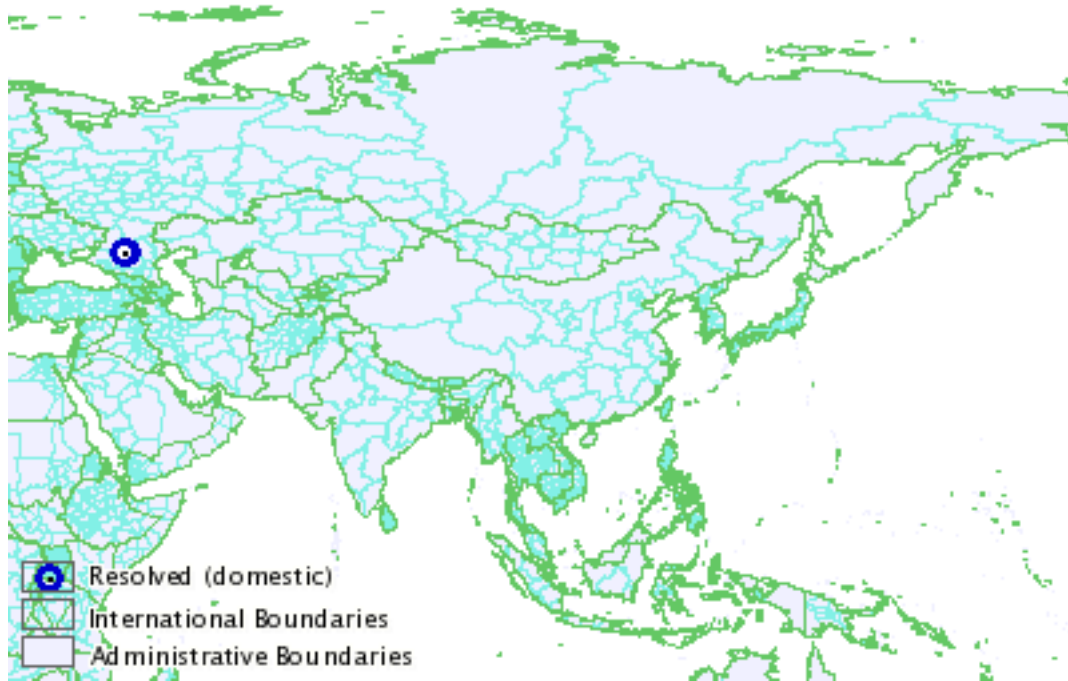 Resolved (domestic)
International Boundaries
Administrative Boundaries